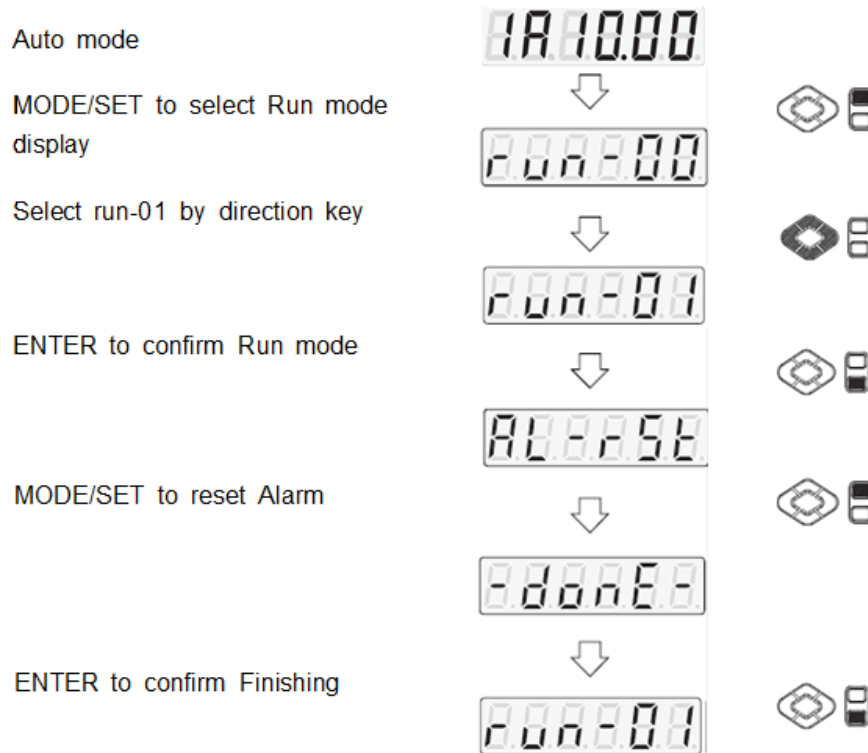 Auto mode
1A10.00
MODE/SET to select Run mode
display
run-00
Select run-01 by direction key
run-01
ENTER to confirm Run mode
AL-rSt
MODE/SET to reset Alarm
-donE-
ENTER to confirm Finishing
run-01